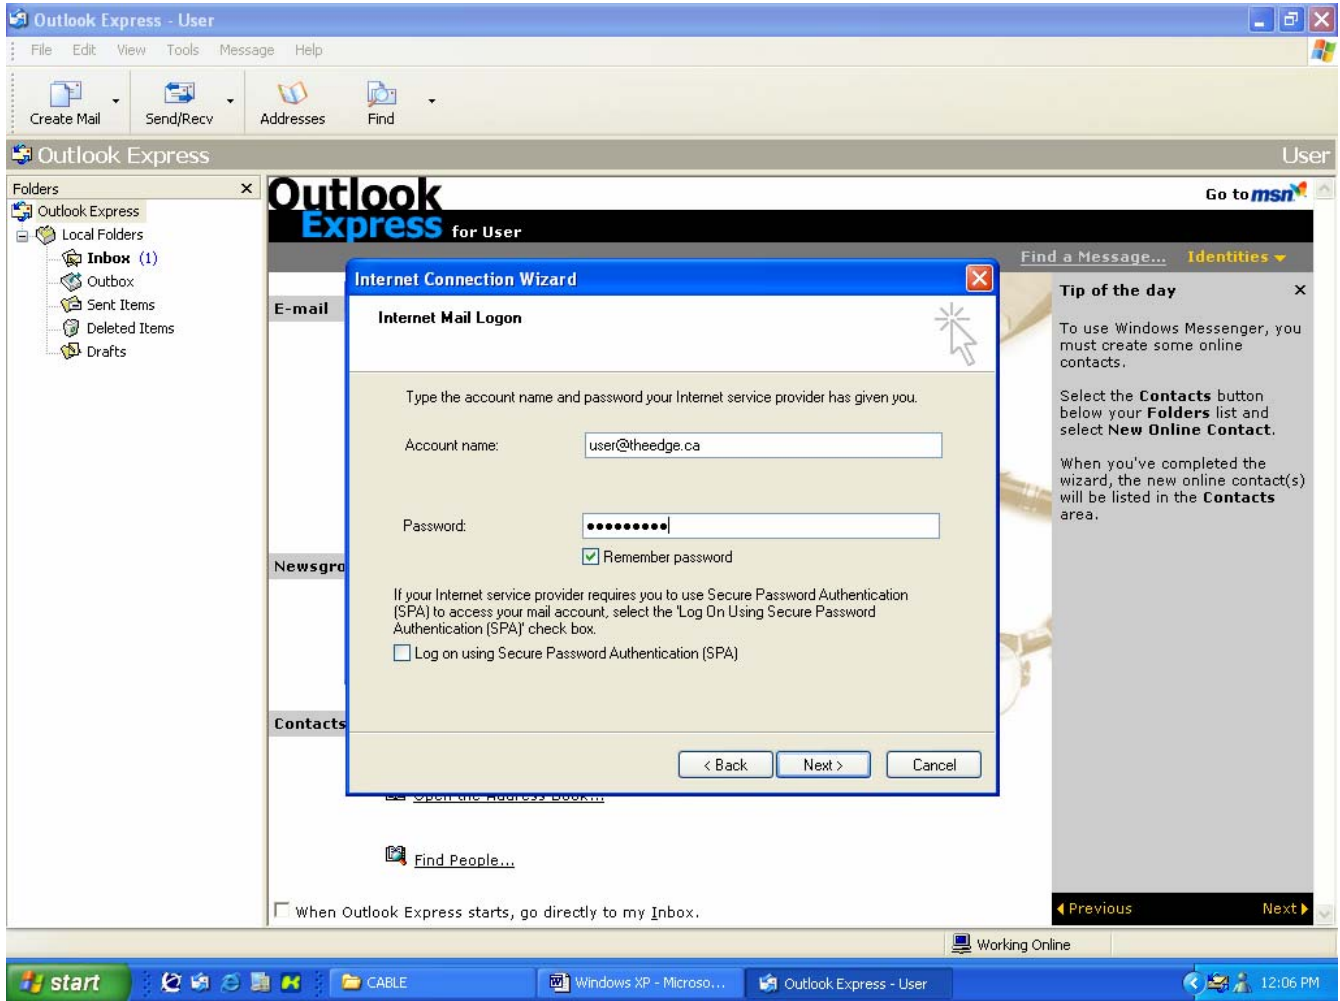 Outlook Express - User
File Edit View Tools Message Help
Create Mail Send/Recv Addresses Find
Outlook Express User
Folders
Outlook Express
Local Folders
Inbox (1)
Outbox
Sent Items
Deleted Items
Drafts
Outlook
Express for User
Go to msn
Find a Message... Identities
E-mail
Newsgro
Contacts
Internet Connection Wizard
Internet Mail Logon
Type the account name and password your Internet service provider has given you.
Account name: user@theedge.ca
Password: •••••••••
Remember password
If your Internet service provider requires you to use Secure Password Authentication
(SPA) to access your mail account, select the 'Log On Using Secure Password
Authentication (SPA)' check box.
Log on using Secure Password Authentication (SPA)
< Back Next > Cancel
Open the Address Book...
Find People...
When Outlook Express starts, go directly to my Inbox.
Tip of the day
To use Windows Messenger, you
must create some online
contacts.
Select the Contacts button
below your Folders list and
select New Online Contact.
When you've completed the
wizard, the new online contact(s)
will be listed in the Contacts
area.
Previous Next
Working Online
start CABLE Windows XP - Microso... Outlook Express - User 12:06 PM